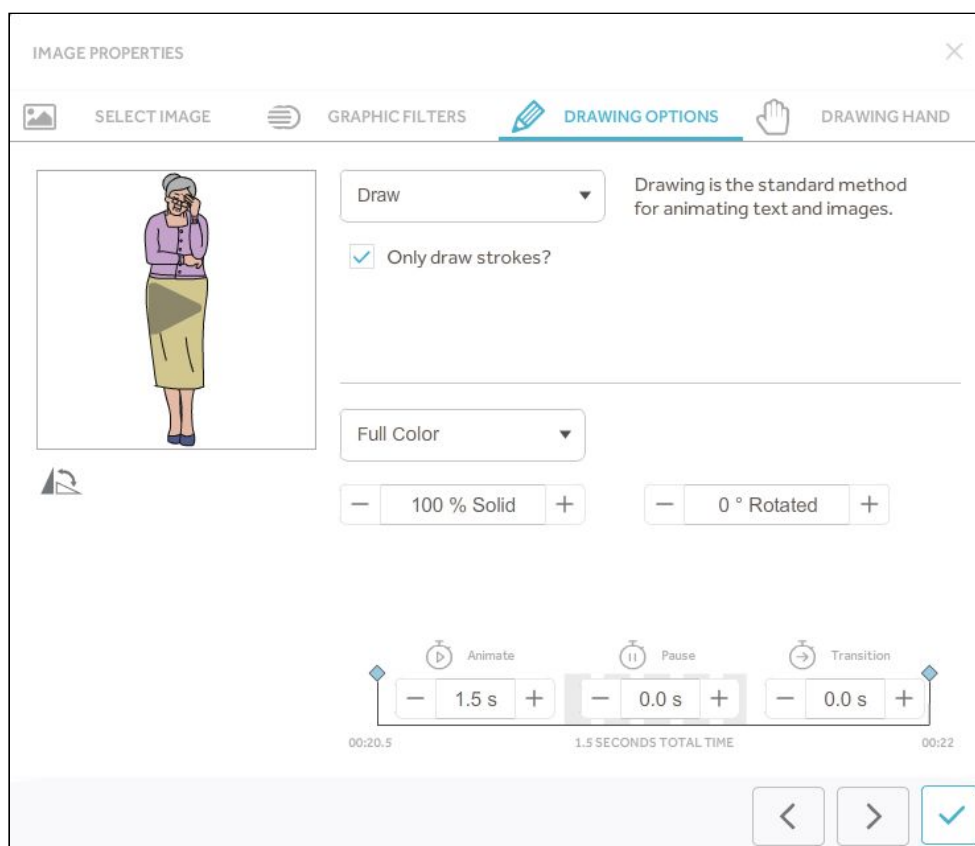 IMAGE PROPERTIES
SELECT IMAGE GRAPHIC FILTERS DRAWING OPTIONS DRAWING HAND
Draw
Drawing is the standard method
for animating text and images.
Only draw strokes?
Full Color
100 % Solid
0 ° Rotated
Animate Pause Transition
1.5 s 0.0 s 0.0 s
00:20.5 1.5 SECONDS TOTAL TIME 00:22